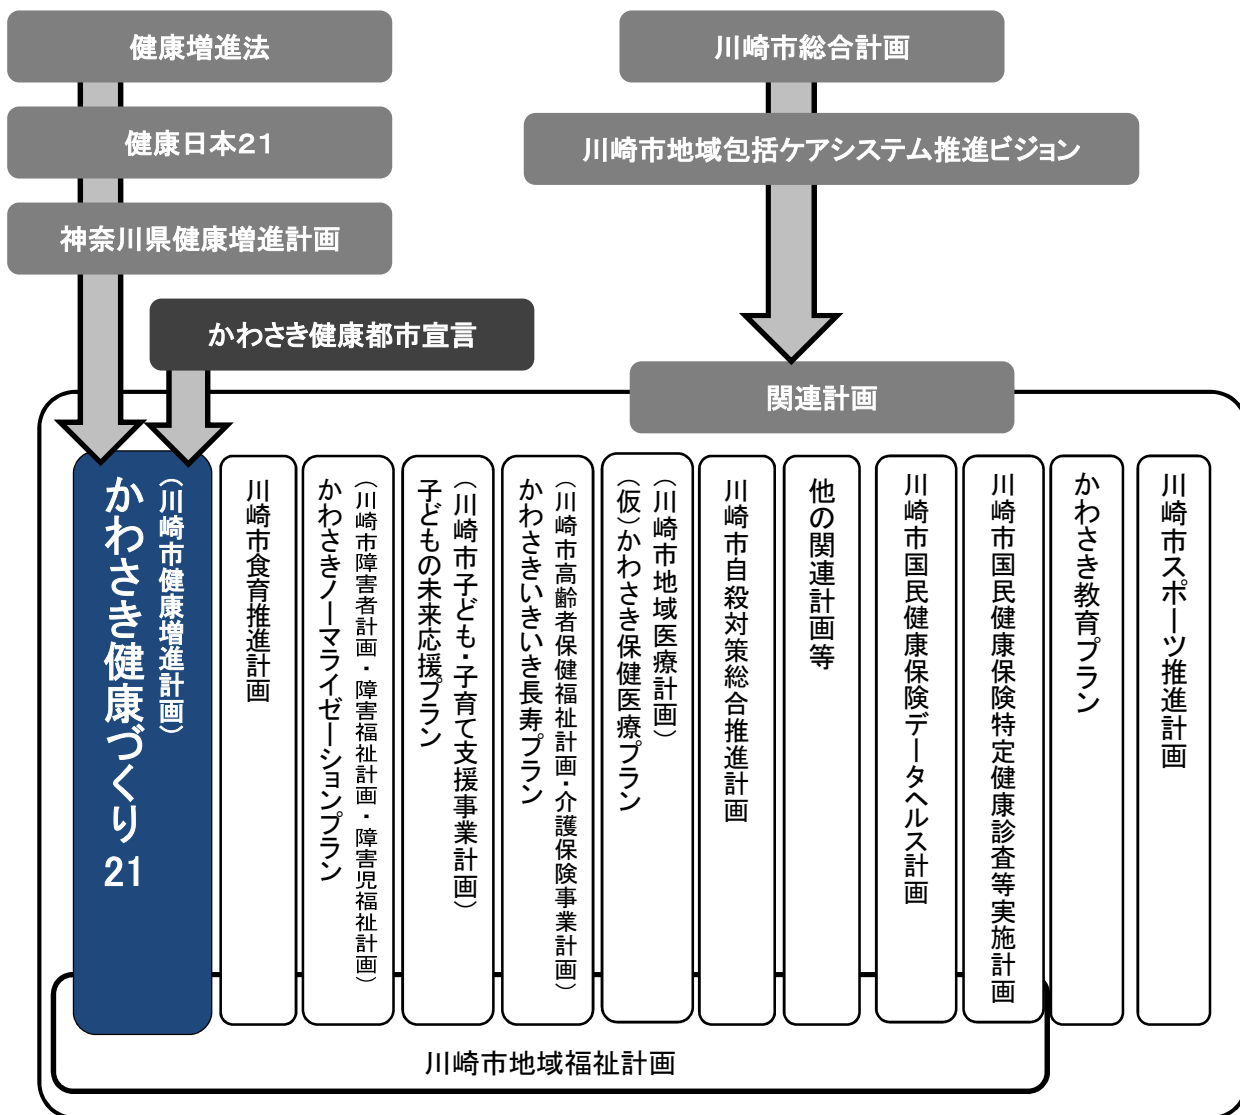 健康増進法
健康日本21
神奈川県健康増進計画
かわさき健康都市宣言
川崎市総合計画
川崎市地域包括ケアシステム推進ビジョン
関連計画
（川崎市健康増進計画）
かわさき健康づくり21
川崎市食育推進計画
（川崎市障害者計画・障害福祉計画・障害児福祉計画）
かわさきノーマライゼーションプラン
（川崎市子ども・子育て支援事業計画）
子どもの未来応援プラン
（川崎市高齢者保健福祉計画・介護保険事業計画）
かわさきいきいき長寿プラン
（川崎市地域医療計画）
（仮）かわさき保健医療プラン
川崎市自殺対策総合推進計画
他の関連計画等
川崎市国民健康保険データヘルス計画
川崎市国民健康保険特定健康診査等実施計画
かわさき教育プラン
川崎市スポーツ推進計画
川崎市地域福祉計画